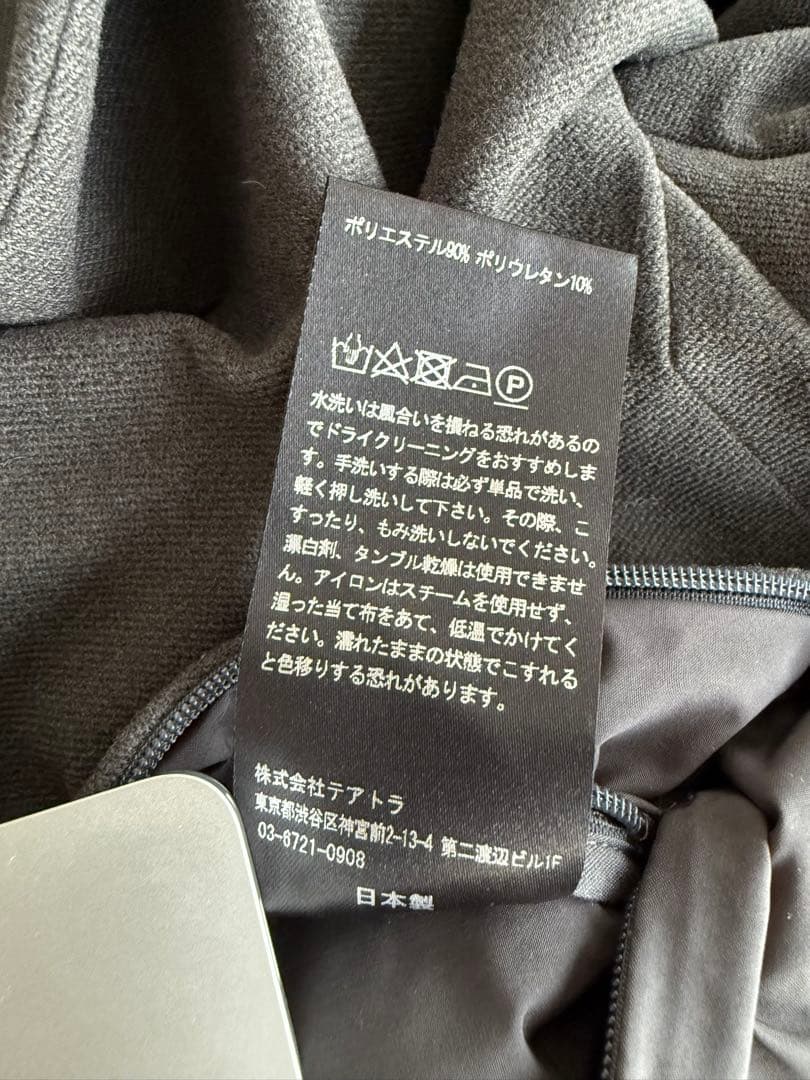 ポリエステル90% ポリウレタン10%
P
水洗いは風合いを損ねる恐れがあるの
でドライクリーニングをおすすめしま
す。手洗いする際は必ず単品で洗い、
軽く押し洗いして下さい。その際、こ
すったり、もみ洗いしないでください。
漂白剤、タンブル乾燥は使用できませ
ん。アイロンはスチームを使用せず、
湿った当て布をあて、低温でかけてく
ださい。濡れたままの状態でこすれる
と色移りする恐れがあります。
株式会社テアトラ
東京都渋谷区神宮前2-13-4 第二渡辺ビル1F
03-6721-0908
日本製